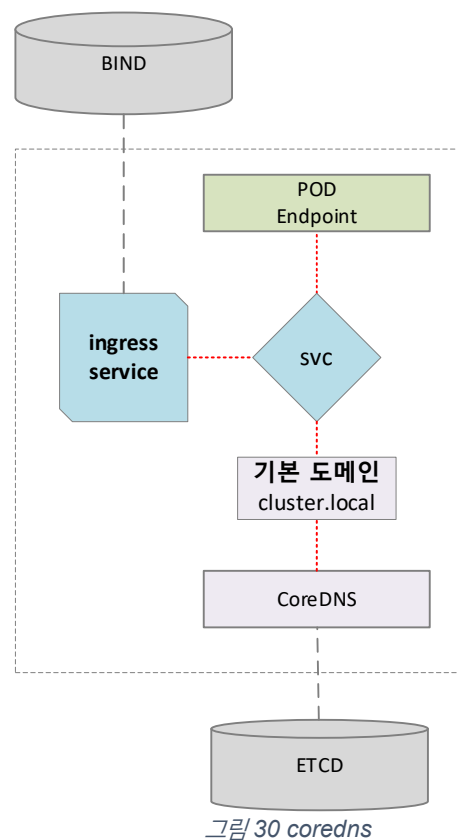 BIND
POD
Endpoint
ingress
service
svc
기본 도메인
cluster.local
CoreDNS
ETCD
그림 30 coredns